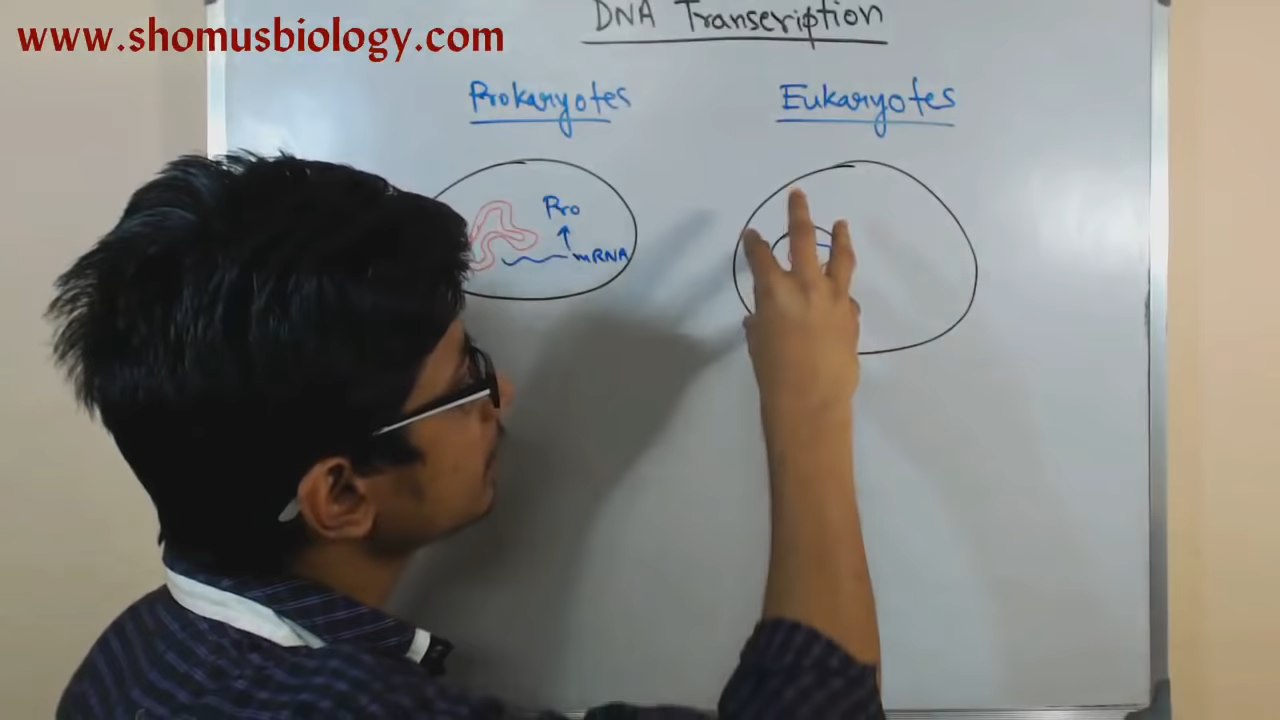 www.shomusbiology.com
DNA Transcription
Prokaryotes
Eukaryotes
Pro
mRNA